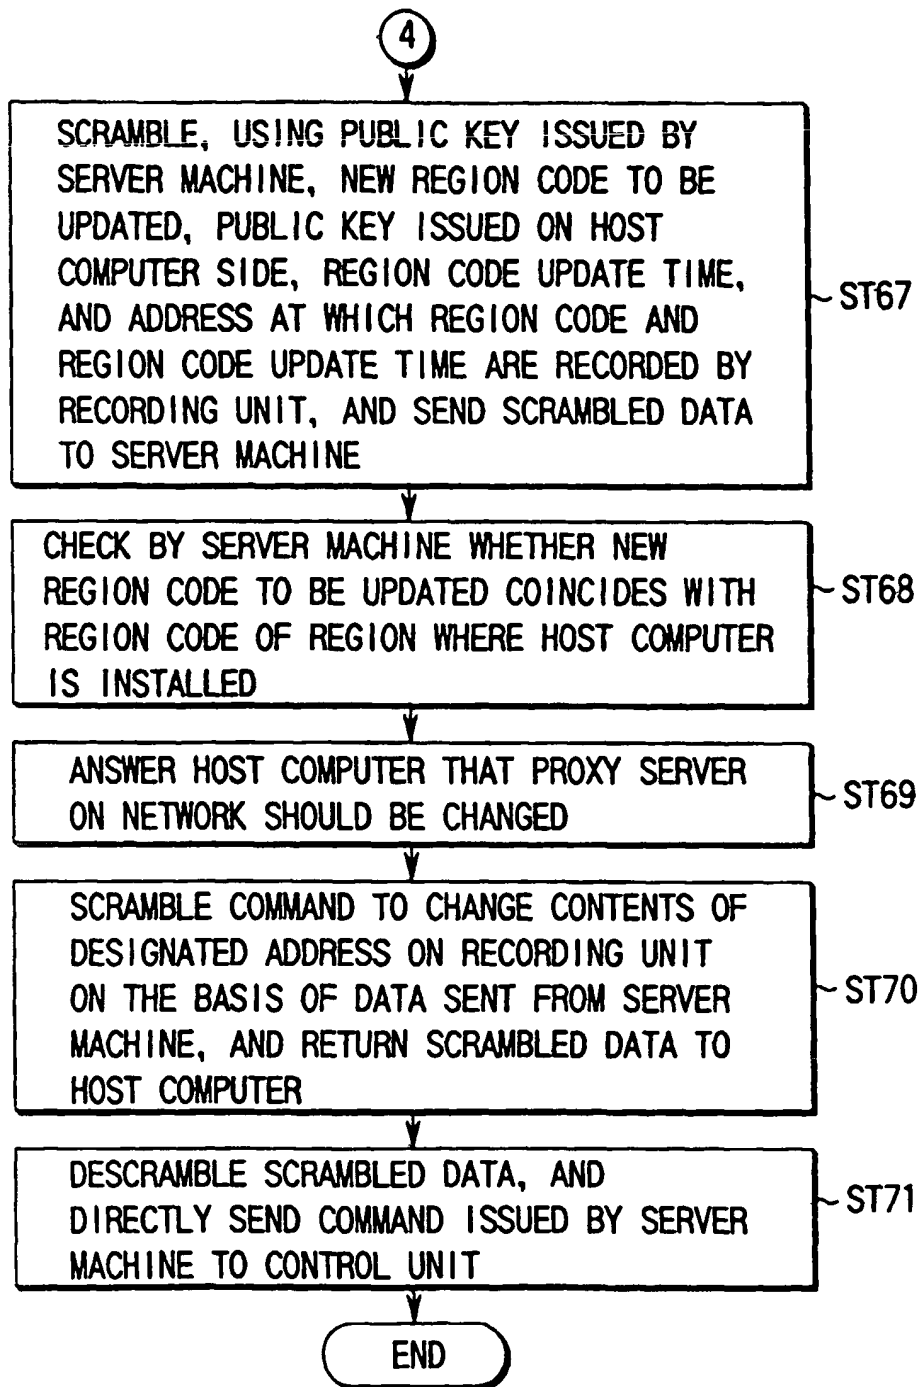 4
SCRAMBLE, USING PUBLIC KEY ISSUED BY
SERVER MACHINE, NEW REGION CODE TO BE
UPDATED, PUBLIC KEY ISSUED ON HOST
COMPUTER SIDE, REGION CODE UPDATE TIME,
AND ADDRESS AT WHICH REGION CODE AND
REGION CODE UPDATE TIME ARE RECORDED BY
RECORDING UNIT, AND SEND SCRAMBLED DATA
TO SERVER MACHINE
ST67
CHECK BY SERVER MACHINE WHETHER NEW
REGION CODE TO BE UPDATED COINCIDES WITH
REGION CODE OF REGION WHERE HOST COMPUTER
IS INSTALLED
ST68
ANSWER HOST COMPUTER THAT PROXY SERVER
ON NETWORK SHOULD BE CHANGED
ST69
SCRAMBLE COMMAND TO CHANGE CONTENTS OF
DESIGNATED ADDRESS ON RECORDING UNIT
ON THE BASIS OF DATA SENT FROM SERVER
MACHINE, AND RETURN SCRAMBLED DATA TO
HOST COMPUTER
ST70
DESCRAMBLE SCRAMBLED DATA, AND
DIRECTLY SEND COMMAND ISSUED BY SERVER
MACHINE TO CONTROL UNIT
ST71
END